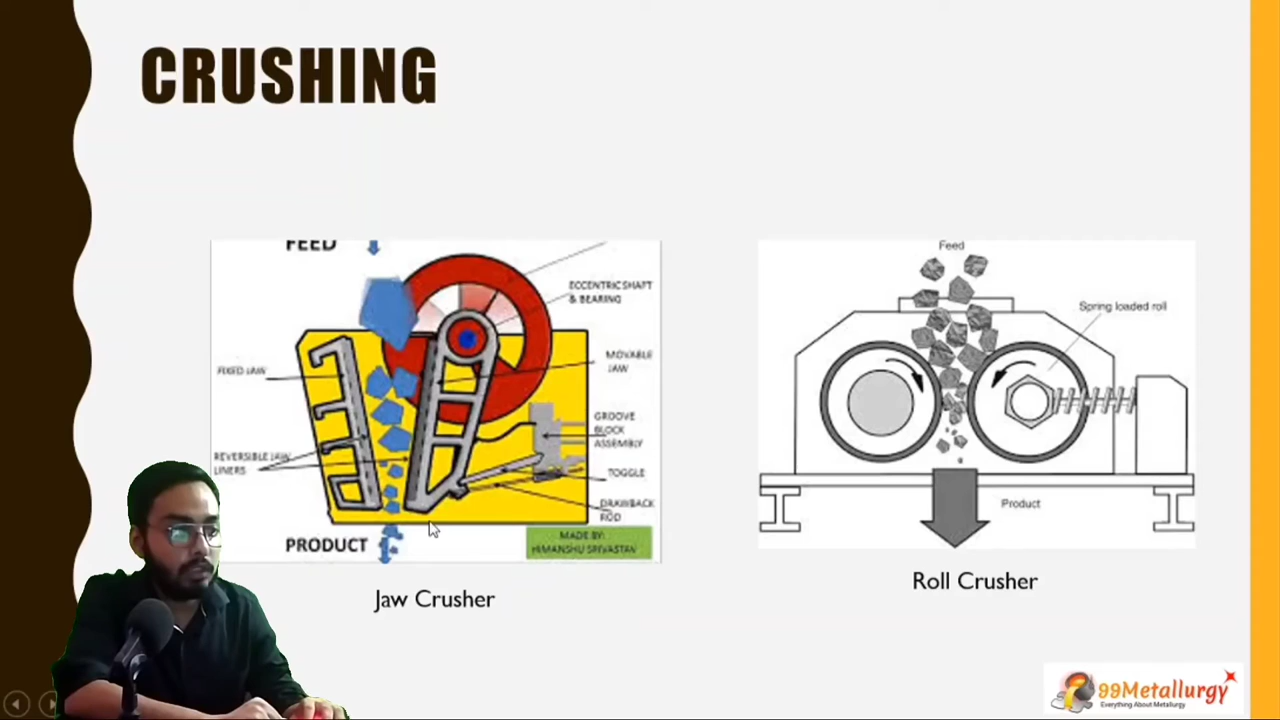 CRUSHING
FEED
ECCENTRIC SHAFT
& BEARING
FIXED JAW
MOVABLE
JAW
GROOVE
BLOCK
ASSEMBLY
REVERSIBLE JAW
LINERS
TOGGLE
DRAWBACK
ROD
PRODUCT
MADE BY:
HIMANSHU SRIVASTAV
Jaw Crusher
Feed
Spring loaded roll
Product
Roll Crusher
99Metallurgy
Everything About Metallurgy